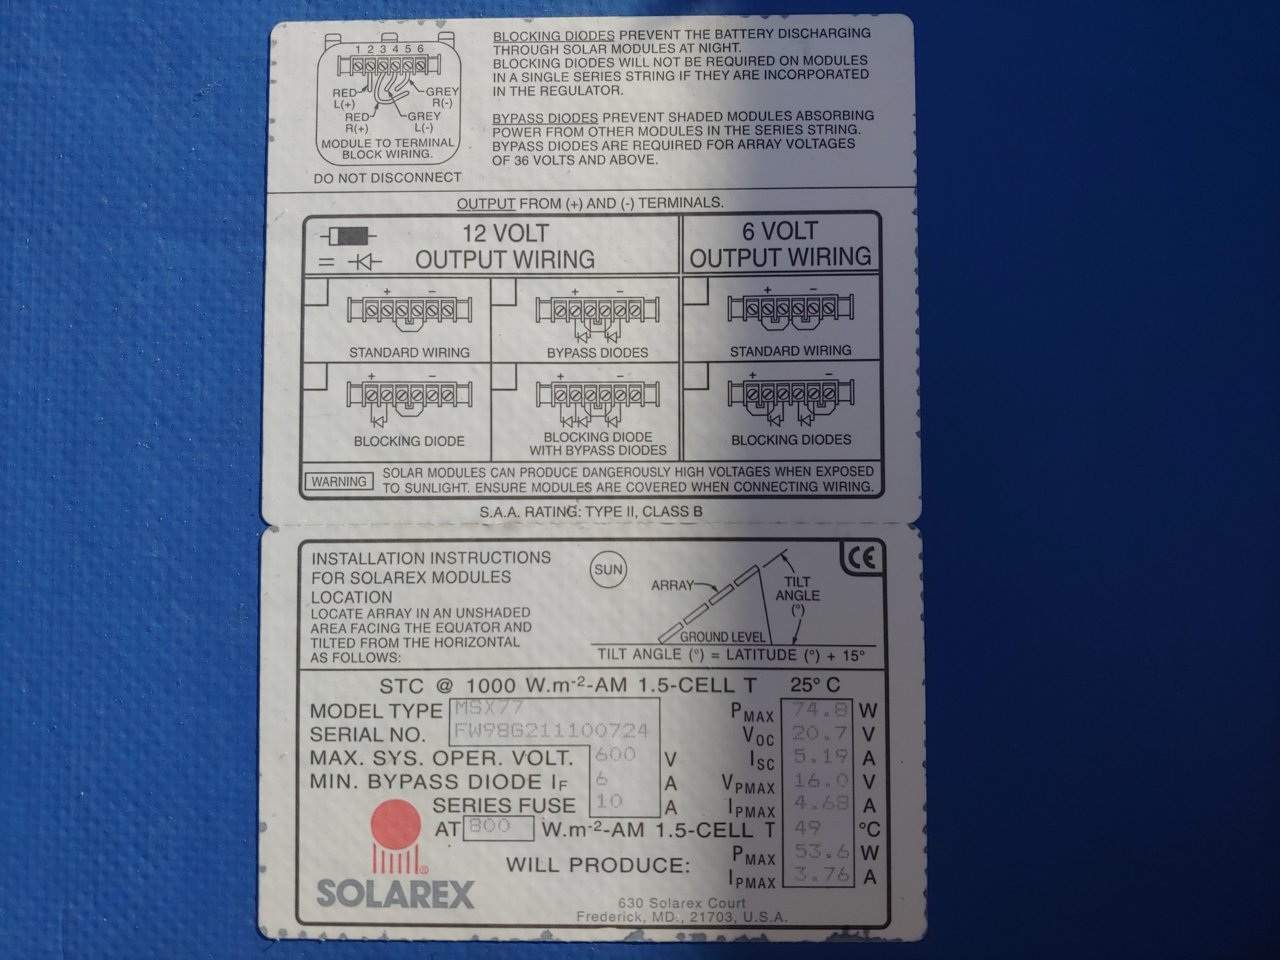 1 2 3 4 5 6
RED
L(+)
GREY
R(-)
RED
R(+)
GREY
L(-)
MODULE TO TERMINAL
BLOCK WIRING.
DO NOT DISCONNECT
BLOCKING DIODES PREVENT THE BATTERY DISCHARGING
THROUGH SOLAR MODULES AT NIGHT.
BLOCKING DIODES WILL NOT BE REQUIRED ON MODULES
IN A SINGLE SERIES STRING IF THEY ARE INCORPORATED
IN THE REGULATOR.
BYPASS DIODES PREVENT SHADED MODULES ABSORBING
POWER FROM OTHER MODULES IN THE SERIES STRING.
BYPASS DIODES ARE REQUIRED FOR ARRAY VOLTAGES
OF 36 VOLTS AND ABOVE.
OUTPUT FROM (+) AND (-) TERMINALS.
=
12 VOLT
OUTPUT WIRING
6 VOLT
OUTPUT WIRING
+ -
STANDARD WIRING
+ -
BYPASS DIODES
+ -
STANDARD WIRING
+ -
BLOCKING DIODE
+ -
BLOCKING DIODE
WITH BYPASS DIODES
+ -
BLOCKING DIODES
WARNING
SOLAR MODULES CAN PRODUCE DANGEROUSLY HIGH VOLTAGES WHEN EXPOSED
TO SUNLIGHT. ENSURE MODULES ARE COVERED WHEN CONNECTING WIRING.
S.A.A. RATING: TYPE II, CLASS B
INSTALLATION INSTRUCTIONS
FOR SOLAREX MODULES
LOCATION
LOCATE ARRAY IN AN UNSHADED
AREA FACING THE EQUATOR AND
TILTED FROM THE HORIZONTAL
AS FOLLOWS:
SUN
ARRAY
TILT
ANGLE
(°)
CE
GROUND LEVEL
TILT ANGLE (°) = LATITUDE (°) + 15°
STC @ 1000 W.m-2-AM 1.5-CELL T 25°C
MODEL TYPE MSX77
SERIAL NO. FW98G211100724
MAX. SYS. OPER. VOLT. 600 V
MIN. BYPASS DIODE IF 6 A
SERIES FUSE 10 A
PMAX 74.8 W
VOC 20.7 V
ISC 5.19 A
VPMAX 16.0 V
IPMAX 4.68 A
AT 800 W.m-2-AM 1.5-CELL T 49 °C
WILL PRODUCE:
PMAX 53.6 W
IPMAX 3.76 A
SOLAREX®
630 Solarex Court
Frederick, MD., 21703, U.S.A.